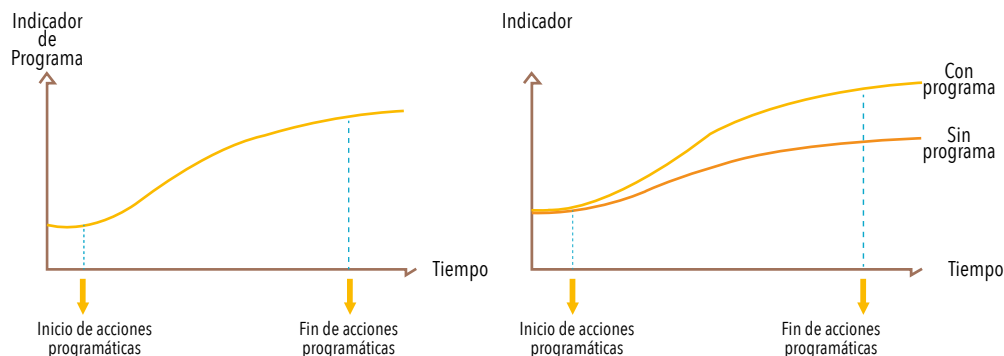 Indicador
de
Programa
Tiempo
Inicio de acciones
programáticas
Fin de acciones
programáticas
Indicador
Con
programa
Sin
programa
Tiempo
Inicio de acciones
programáticas
Fin de acciones
programáticas